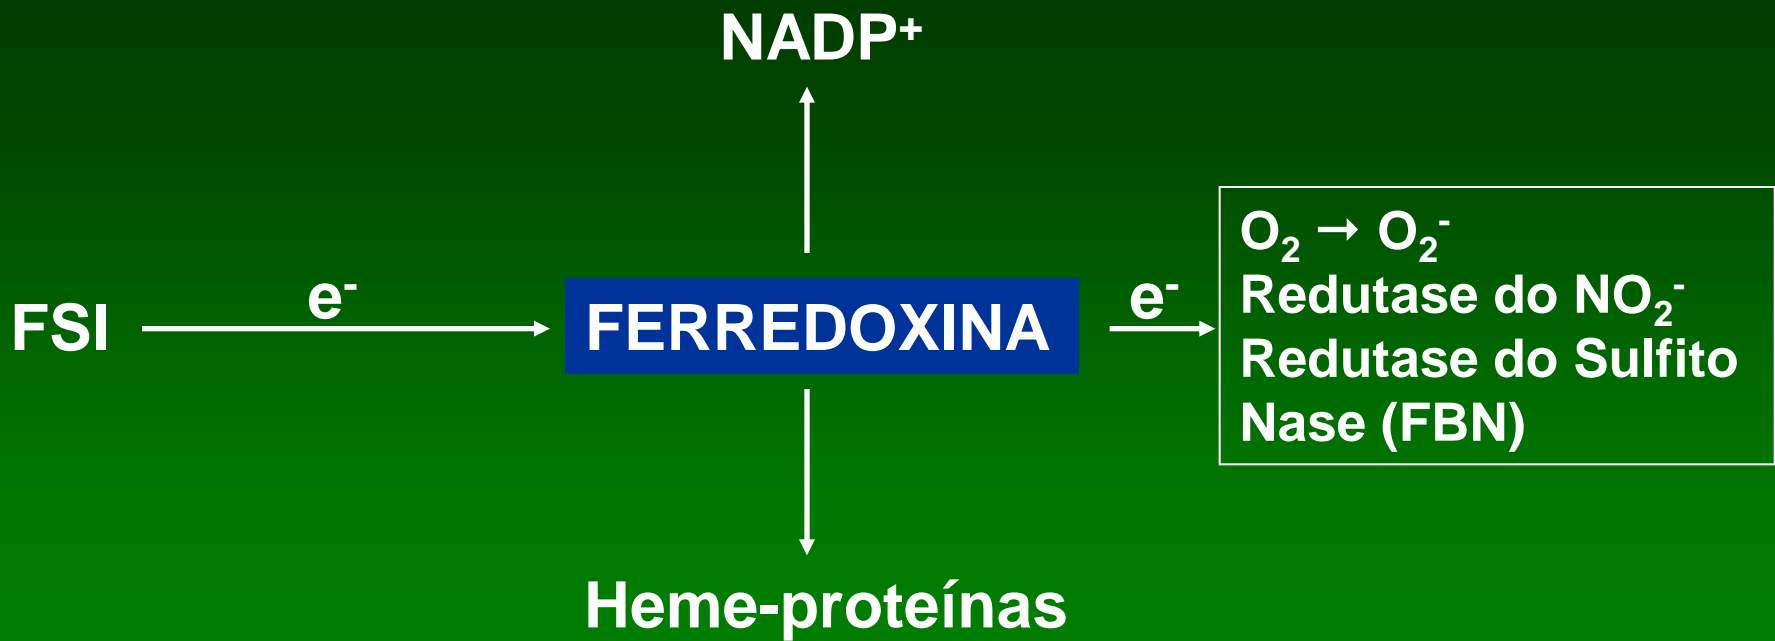 NADP⁺
O₂ → O₂⁻
e⁻
e⁻
Redutase do NO₂⁻
FSI
FERREDOXINA
Redutase do Sulfito
Nase (FBN)
Heme-proteínas